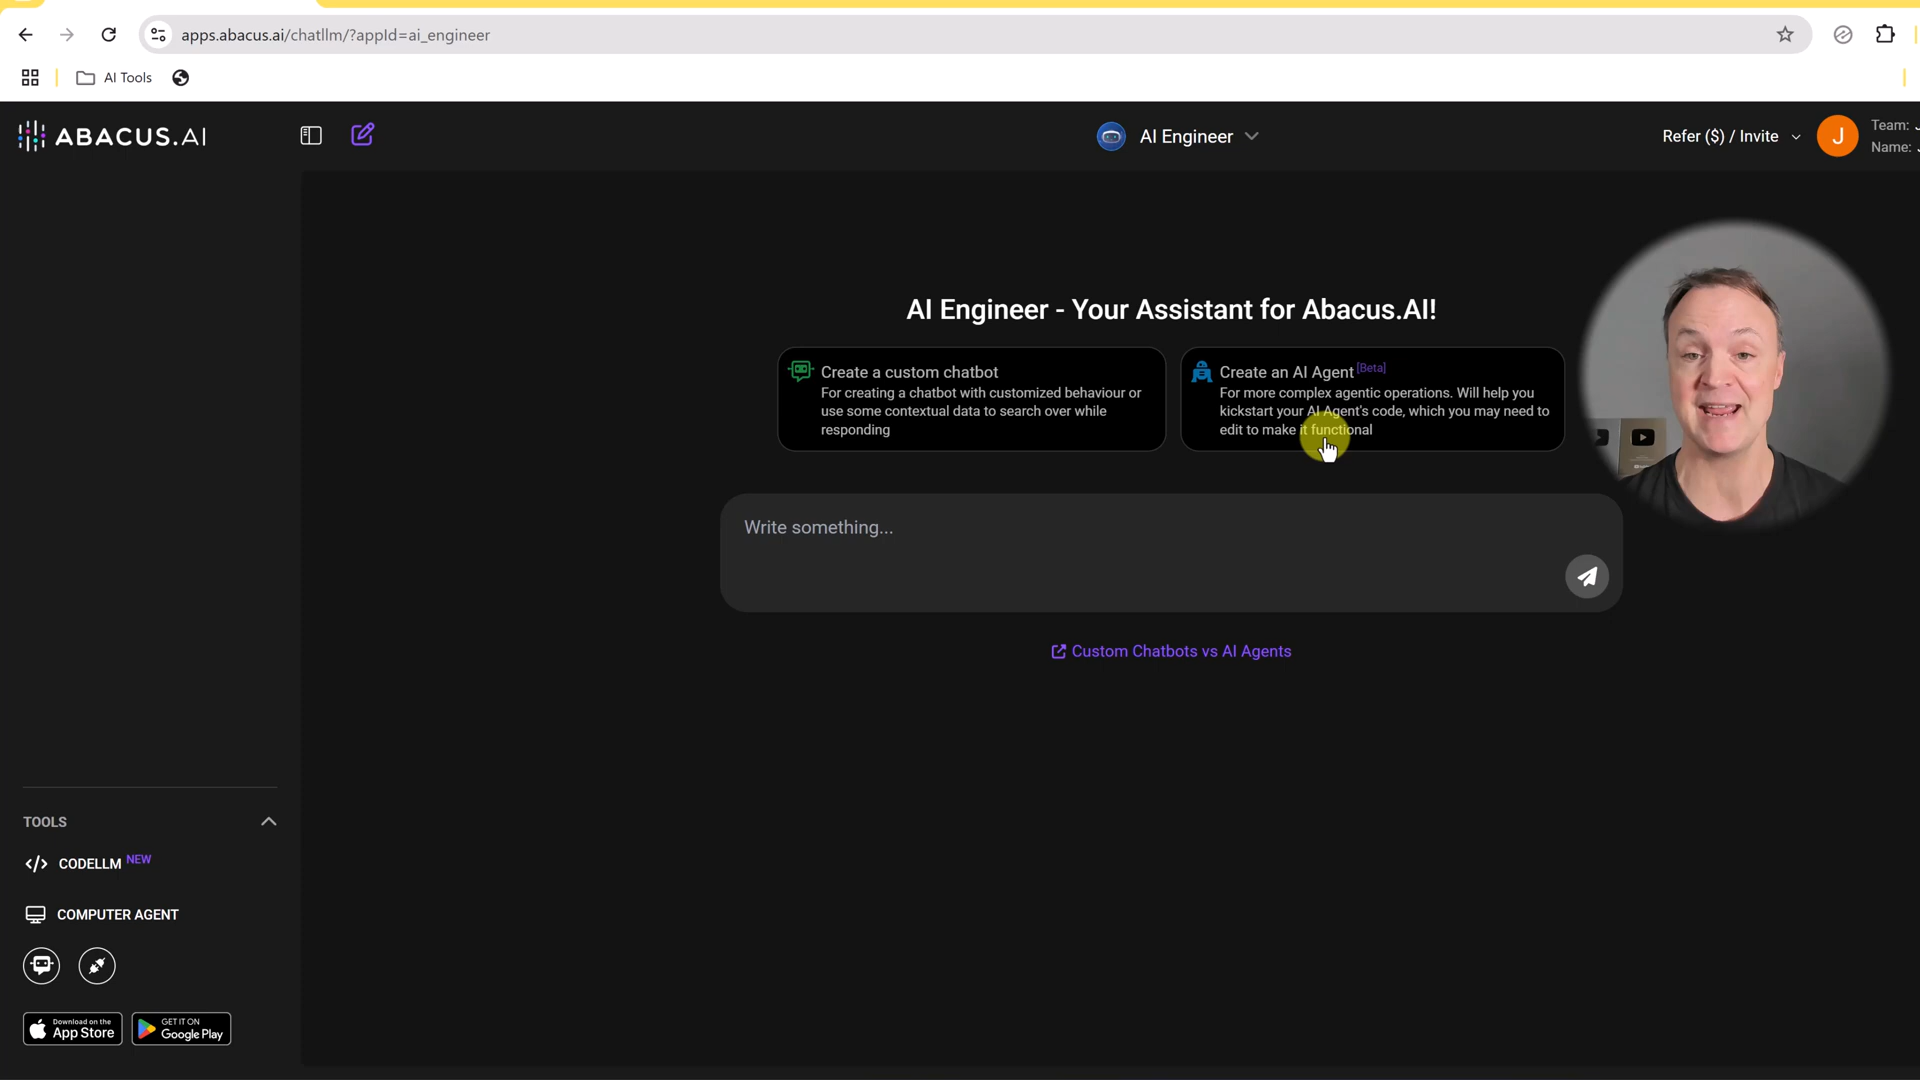 apps.abacus.ai/chatllm/?appId=ai_engineer
AI Tools
ABACUS.AI
AI Engineer
Refer ($) / Invite
J
Team: J
Name: J
AI Engineer - Your Assistant for Abacus.AI!
Create a custom chatbot
For creating a chatbot with customized behaviour or
use some contextual data to search over while
responding
Create an AI Agent [Beta]
For more complex agentic operations. Will help you
kickstart your AI Agent's code, which you may need to
edit to make it functional
Write something...
Custom Chatbots vs AI Agents
TOOLS
CODELLM NEW
COMPUTER AGENT
Download on the
App Store
GET IT ON
Google Play